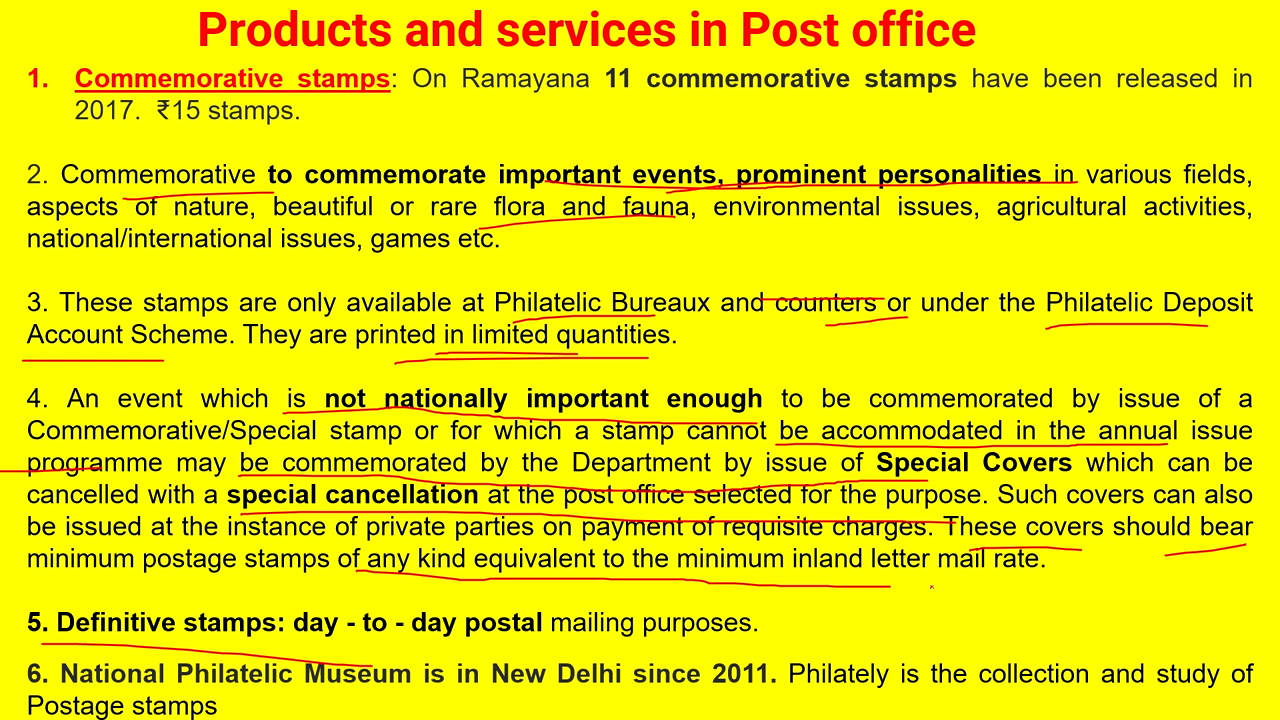 Products and services in Post office
1. Commemorative stamps: On Ramayana 11 commemorative stamps have been released in
2017. ₹15 stamps.
2. Commemorative to commemorate important events, prominent personalities in various fields,
aspects of nature, beautiful or rare flora and fauna, environmental issues, agricultural activities,
national/international issues, games etc.
3. These stamps are only available at Philatelic Bureaux and counters or under the Philatelic Deposit
Account Scheme. They are printed in limited quantities.
4. An event which is not nationally important enough to be commemorated by issue of a
Commemorative/Special stamp or for which a stamp cannot be accommodated in the annual issue
programme may be commemorated by the Department by issue of Special Covers which can be
cancelled with a special cancellation at the post office selected for the purpose. Such covers can also
be issued at the instance of private parties on payment of requisite charges. These covers should bear
minimum postage stamps of any kind equivalent to the minimum inland letter mail rate.
5. Definitive stamps: day - to - day postal mailing purposes.
6. National Philatelic Museum is in New Delhi since 2011. Philately is the collection and study of
Postage stamps